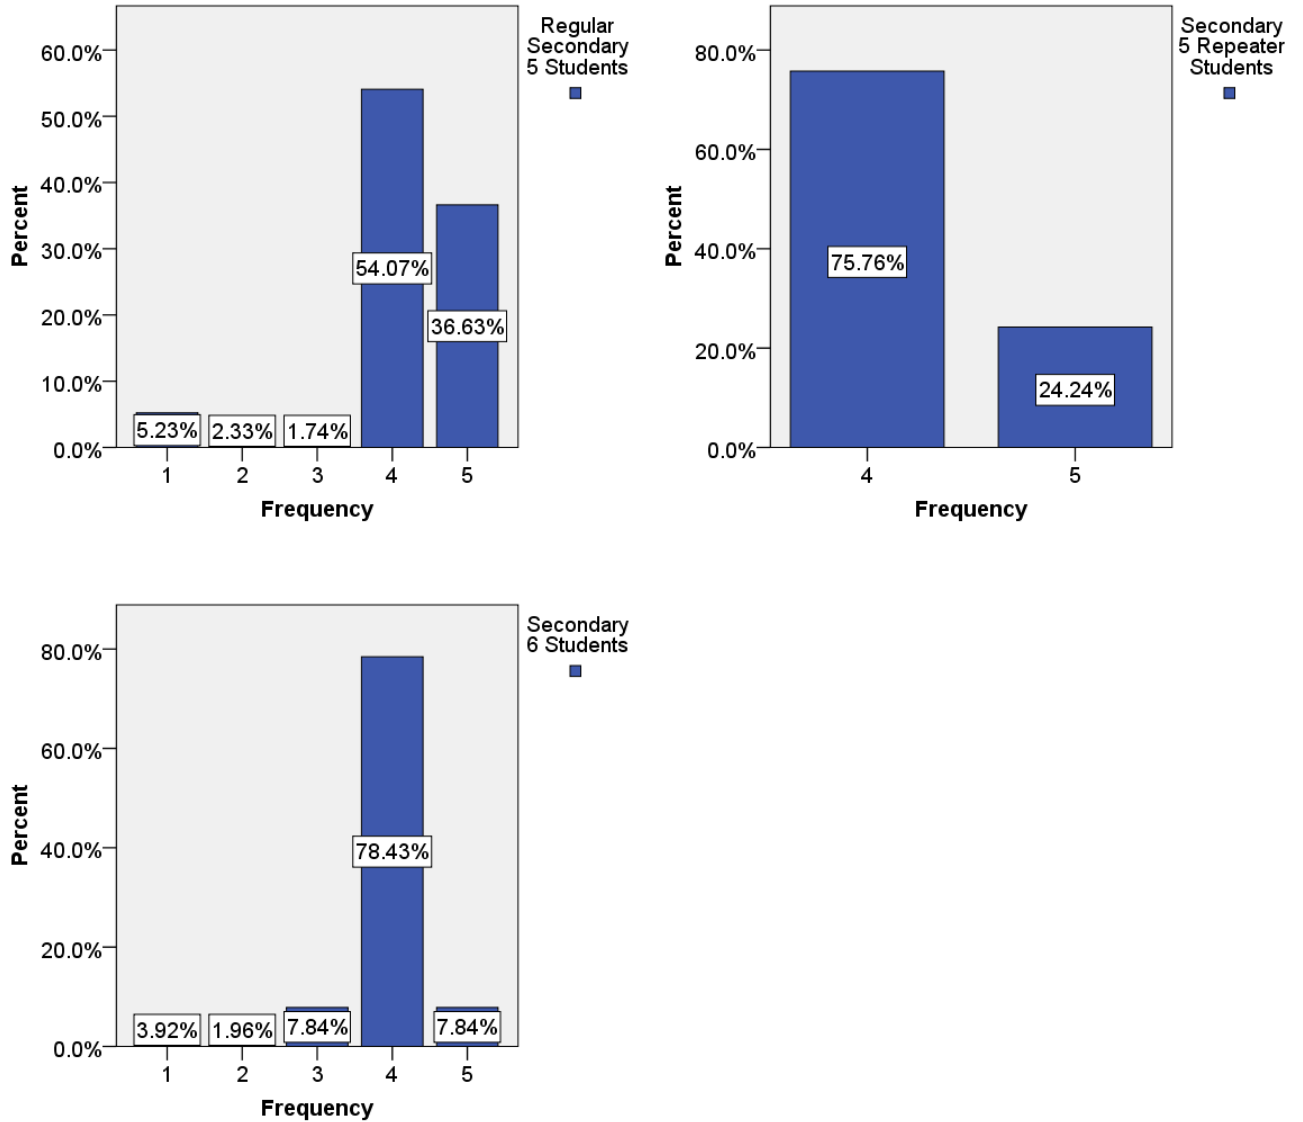 Regular
Secondary
5 Students
60.0%
50.0%
40.0%
30.0%
20.0%
10.0%
0.0%
Percent
54.07%
36.63%
5.23%
2.33%
1.74%
1 2 3 4 5
Frequency
Secondary
5 Repeater
Students
80.0%
60.0%
40.0%
20.0%
0.0%
Percent
75.76%
24.24%
4 5
Frequency
Secondary
6 Students
80.0%
60.0%
40.0%
20.0%
0.0%
Percent
78.43%
3.92%
1.96%
7.84%
7.84%
1 2 3 4 5
Frequency